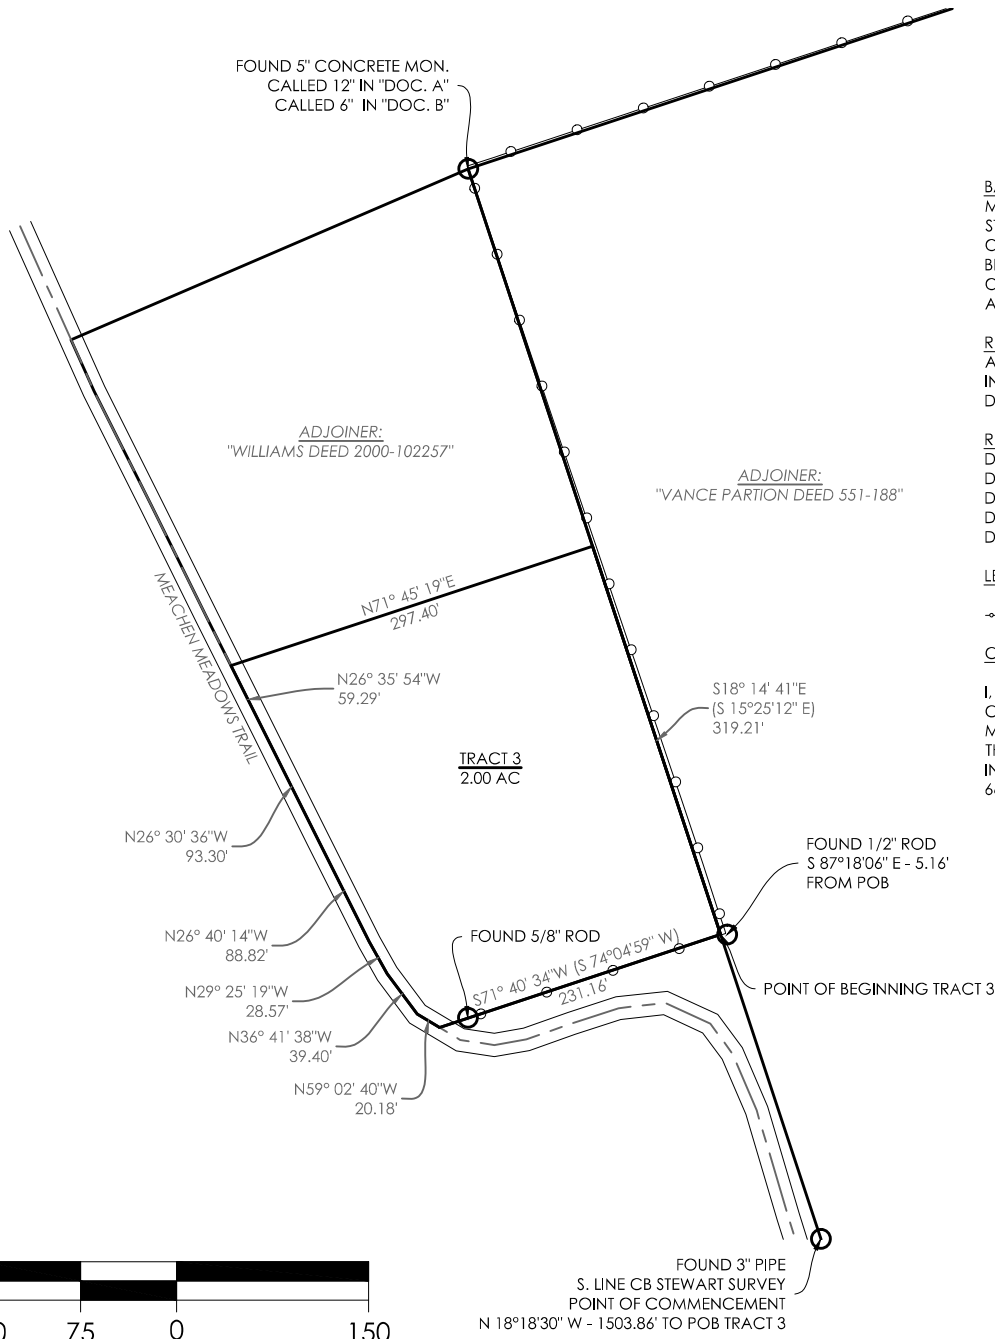 FOUND 5" CONCRETE MON.
CALLED 12" IN "DOC. A"
CALLED 6" IN "DOC. B"
ADJOINER:
"WILLIAMS DEED 2000-102257"
ADJOINER:
"VANCE PARTION DEED 551-188"
MEACHEN MEADOWS TRAIL
N71° 45' 19"E
297.40'
N26° 35' 54"W
59.29'
S18° 14' 41"E
(S 15°25'12" E)
319.21'
TRACT 3
2.00 AC
N26° 30' 36"W
93.30'
FOUND 1/2" ROD
S 87°18'06" E - 5.16'
FROM POB
N26° 40' 14"W
88.82'
FOUND 5/8" ROD
S71° 40' 34"W (S 74°04'59" W)
231.16'
POINT OF BEGINNING TRACT 3
N29° 25' 19"W
28.57'
N36° 41' 38"W
39.40'
N59° 02' 40"W
20.18'
FOUND 3" PIPE
S. LINE CB STEWART SURVEY
POINT OF COMMENCEMENT
N 18°18'30" W - 1503.86' TO POB TRACT 3
75 0 150